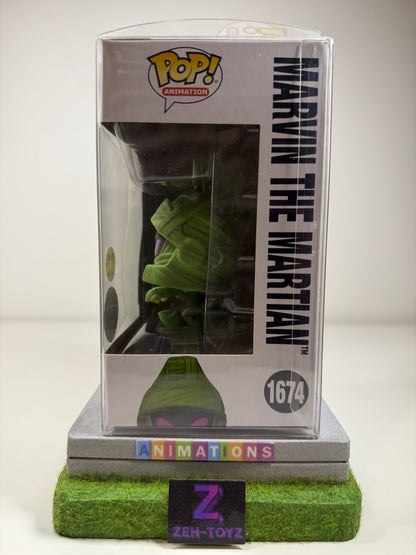 POP!
ANIMATION
MARVIN THE MARTIAN™
1674
ANIMATIONS
Z
ZEH-TOYZ